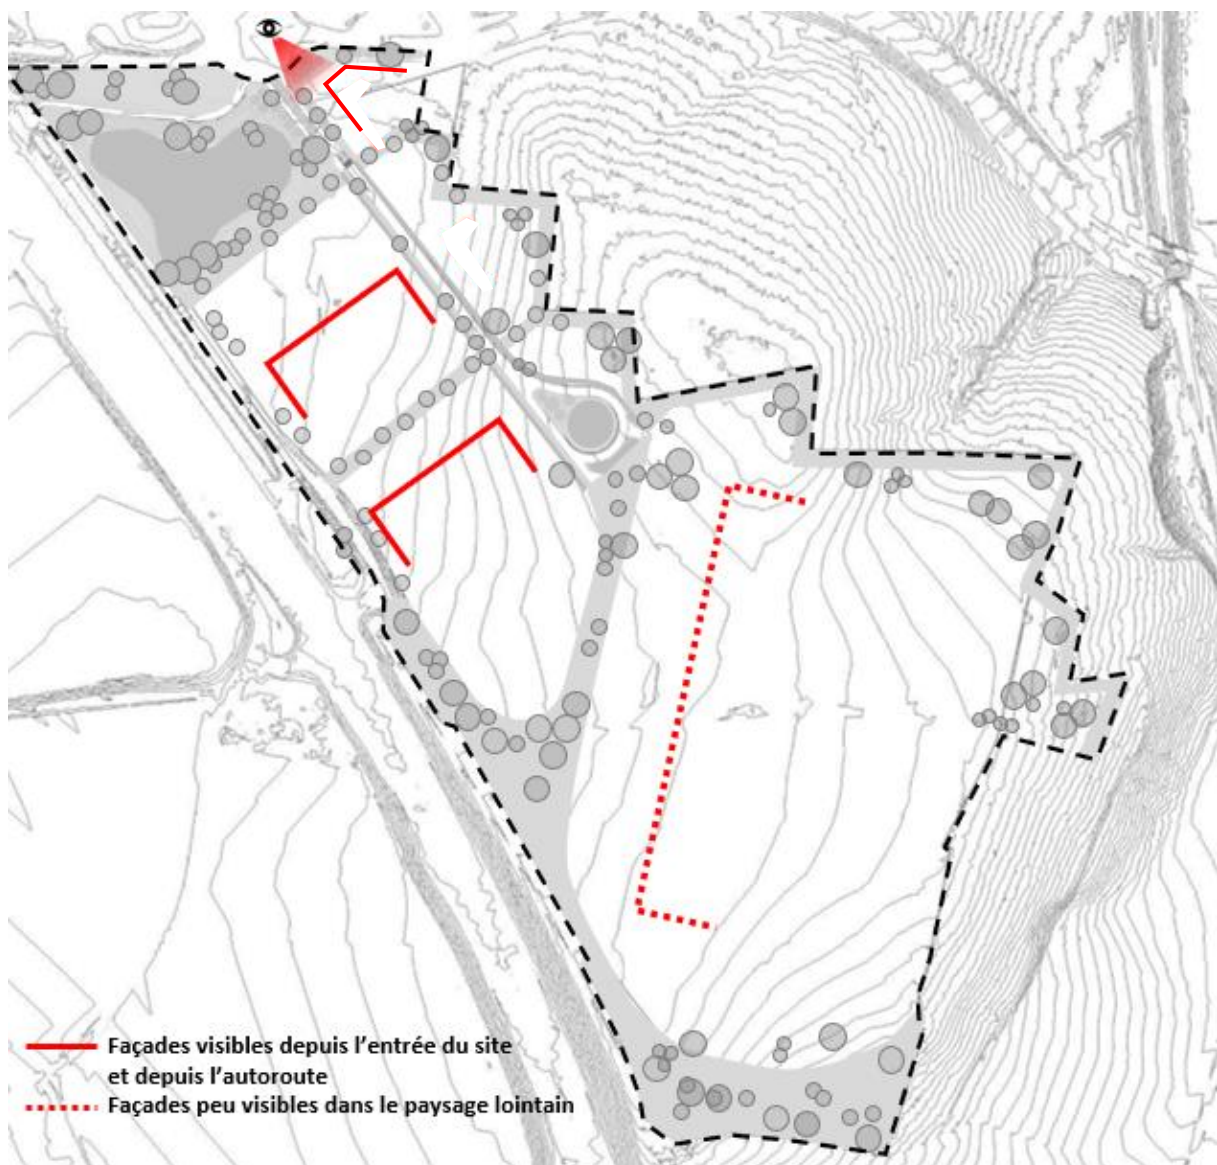 Façades visibles depuis l'entrée du site
et depuis l'autoroute
Façades peu visibles dans le paysage lointain